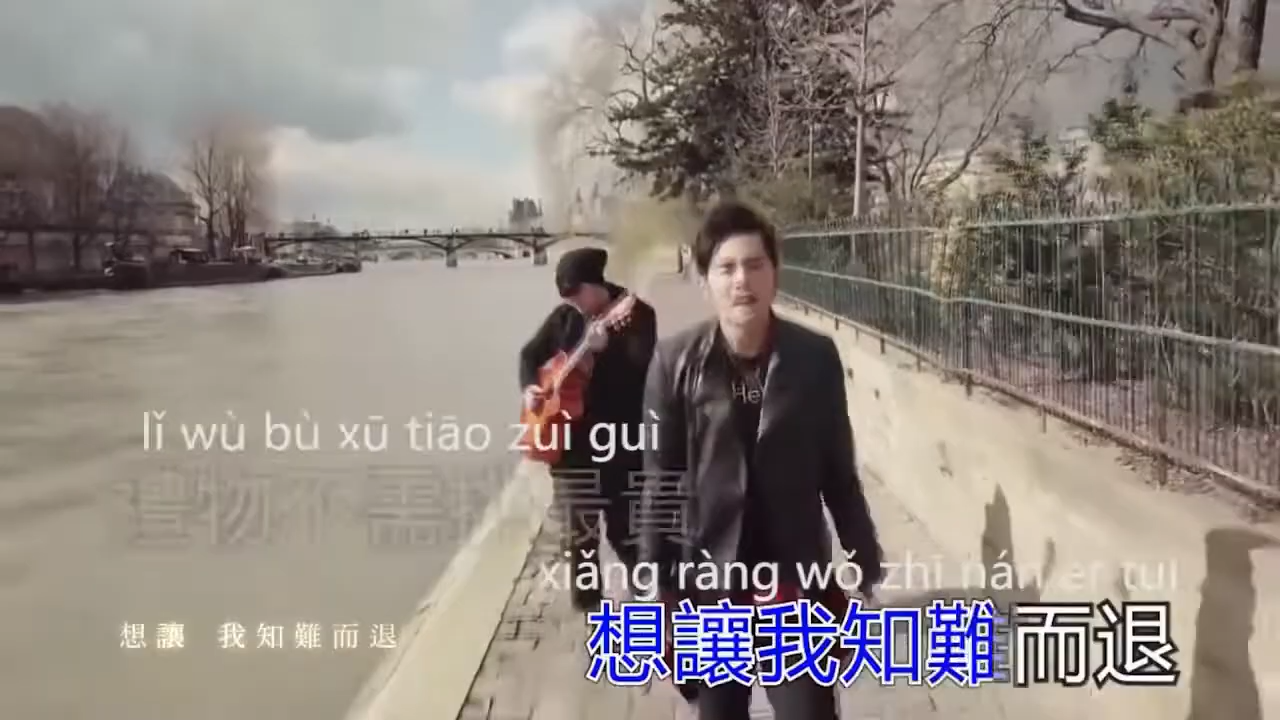 lǐ wù bù xū tiāo zuì guì
禮物不需挑最貴
xiǎng ràng wǒ zhī nán ér tuì
想讓我知難而退
想讓 我知難而退
He